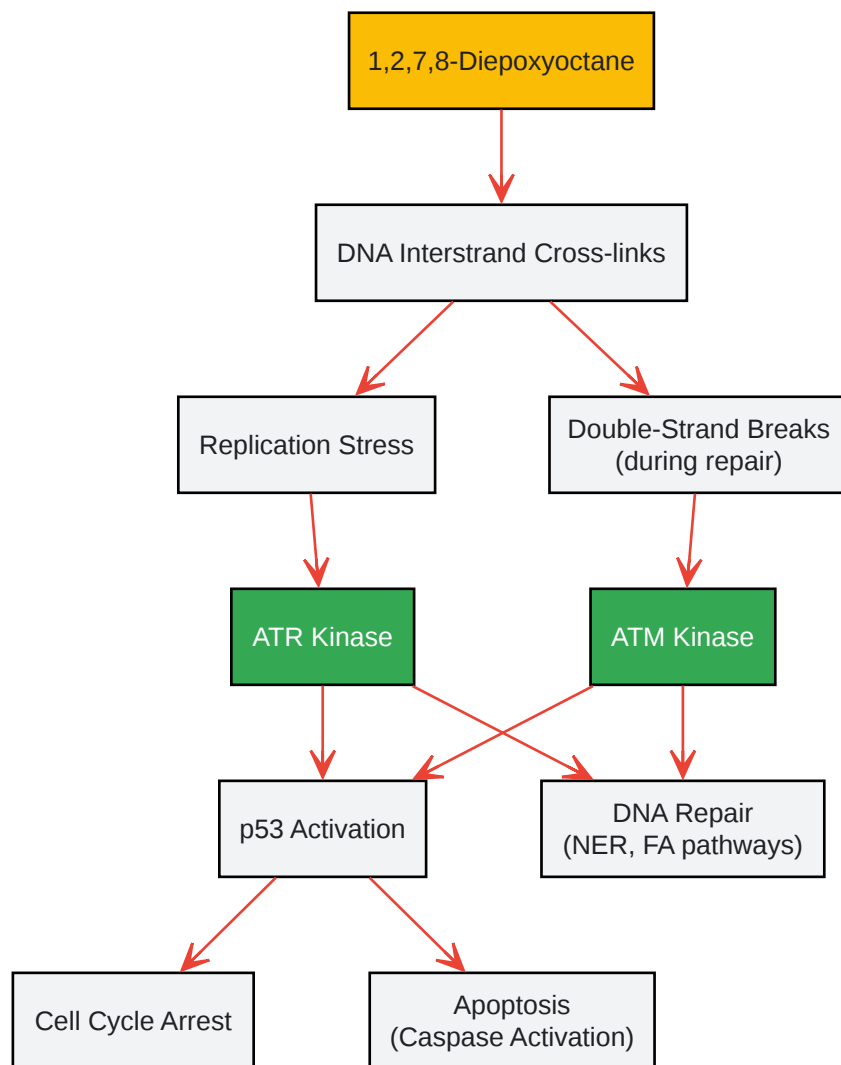 1,2,7,8-Diepoxyoctane
DNA Interstrand Cross-links
Replication Stress
Double-Strand Breaks
(during repair)
ATR Kinase
ATM Kinase
p53 Activation
DNA Repair
(NER, FA pathways)
Cell Cycle Arrest
Apoptosis
(Caspase Activation)